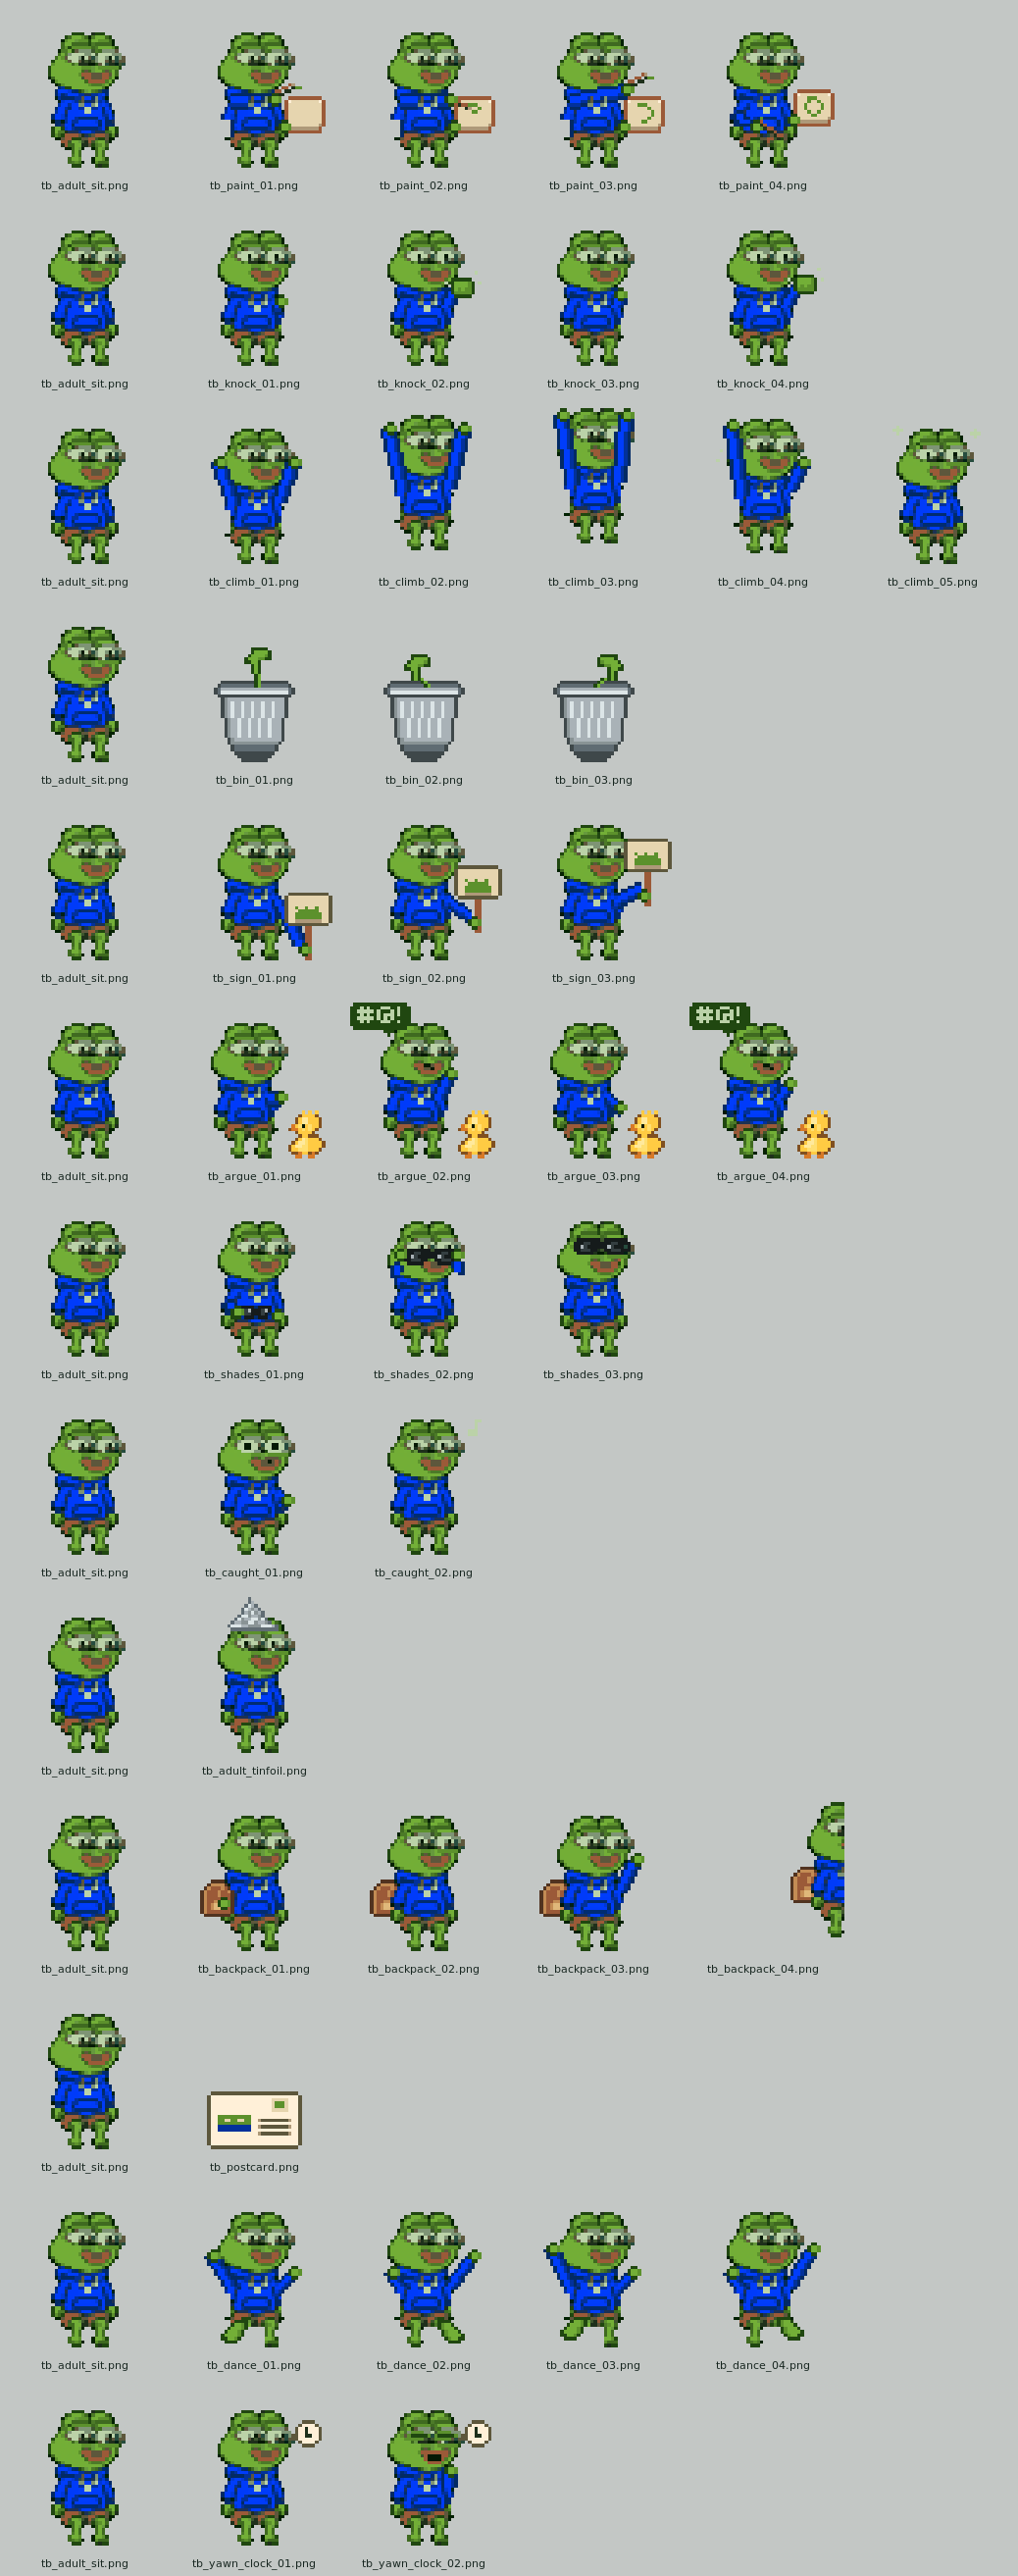 tb_adult_sit.png tb_paint_01.png tb_paint_02.png tb_paint_03.png tb_paint_04.png
tb_adult_sit.png tb_knock_01.png tb_knock_02.png tb_knock_03.png tb_knock_04.png
tb_adult_sit.png tb_climb_01.png tb_climb_02.png tb_climb_03.png tb_climb_04.png tb_climb_05.png
tb_adult_sit.png tb_bin_01.png tb_bin_02.png tb_bin_03.png
tb_adult_sit.png tb_sign_01.png tb_sign_02.png tb_sign_03.png
#@! #@!
tb_adult_sit.png tb_argue_01.png tb_argue_02.png tb_argue_03.png tb_argue_04.png
tb_adult_sit.png tb_shades_01.png tb_shades_02.png tb_shades_03.png
tb_adult_sit.png tb_caught_01.png tb_caught_02.png
tb_adult_sit.png tb_adult_tinfoil.png
tb_adult_sit.png tb_backpack_01.png tb_backpack_02.png tb_backpack_03.png tb_backpack_04.png
tb_adult_sit.png tb_postcard.png
tb_adult_sit.png tb_dance_01.png tb_dance_02.png tb_dance_03.png tb_dance_04.png
tb_adult_sit.png tb_yawn_clock_01.png tb_yawn_clock_02.png